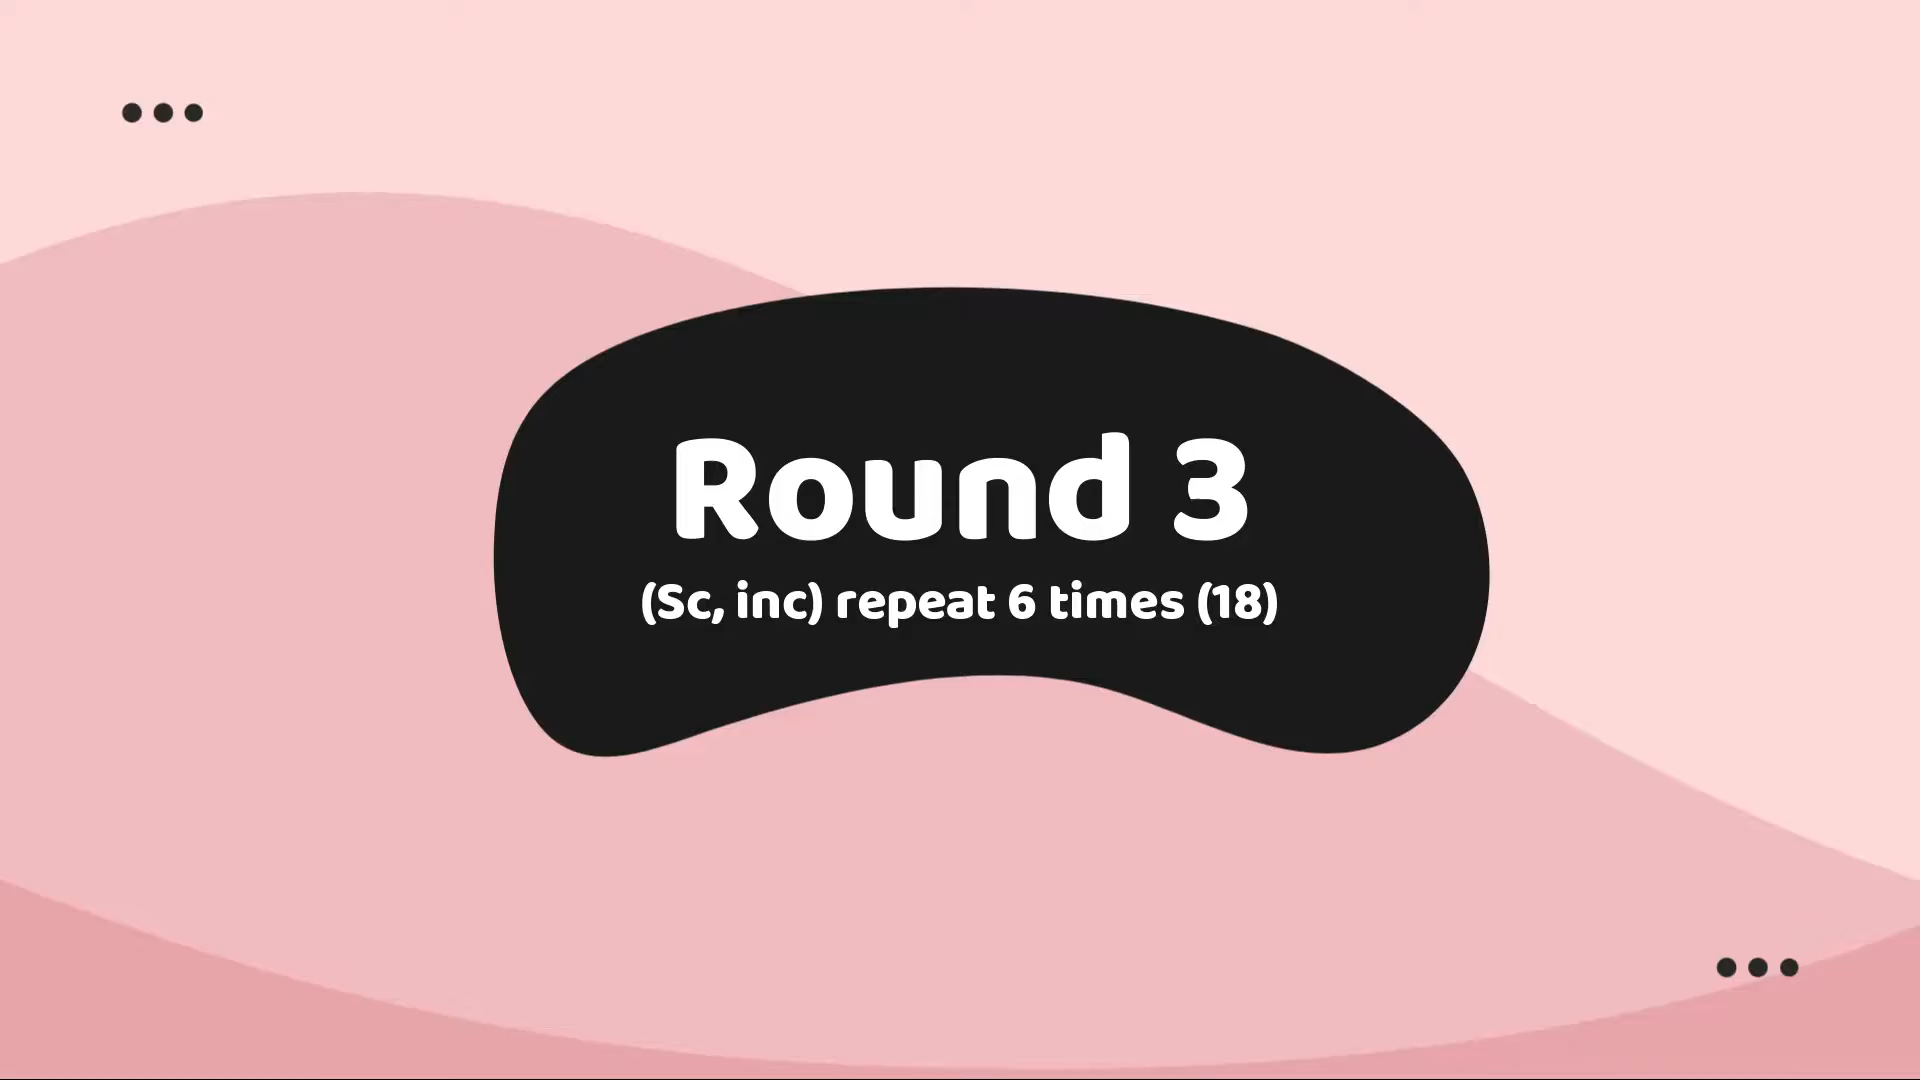 Round 3
(Sc, inc) repeat 6 times (18)